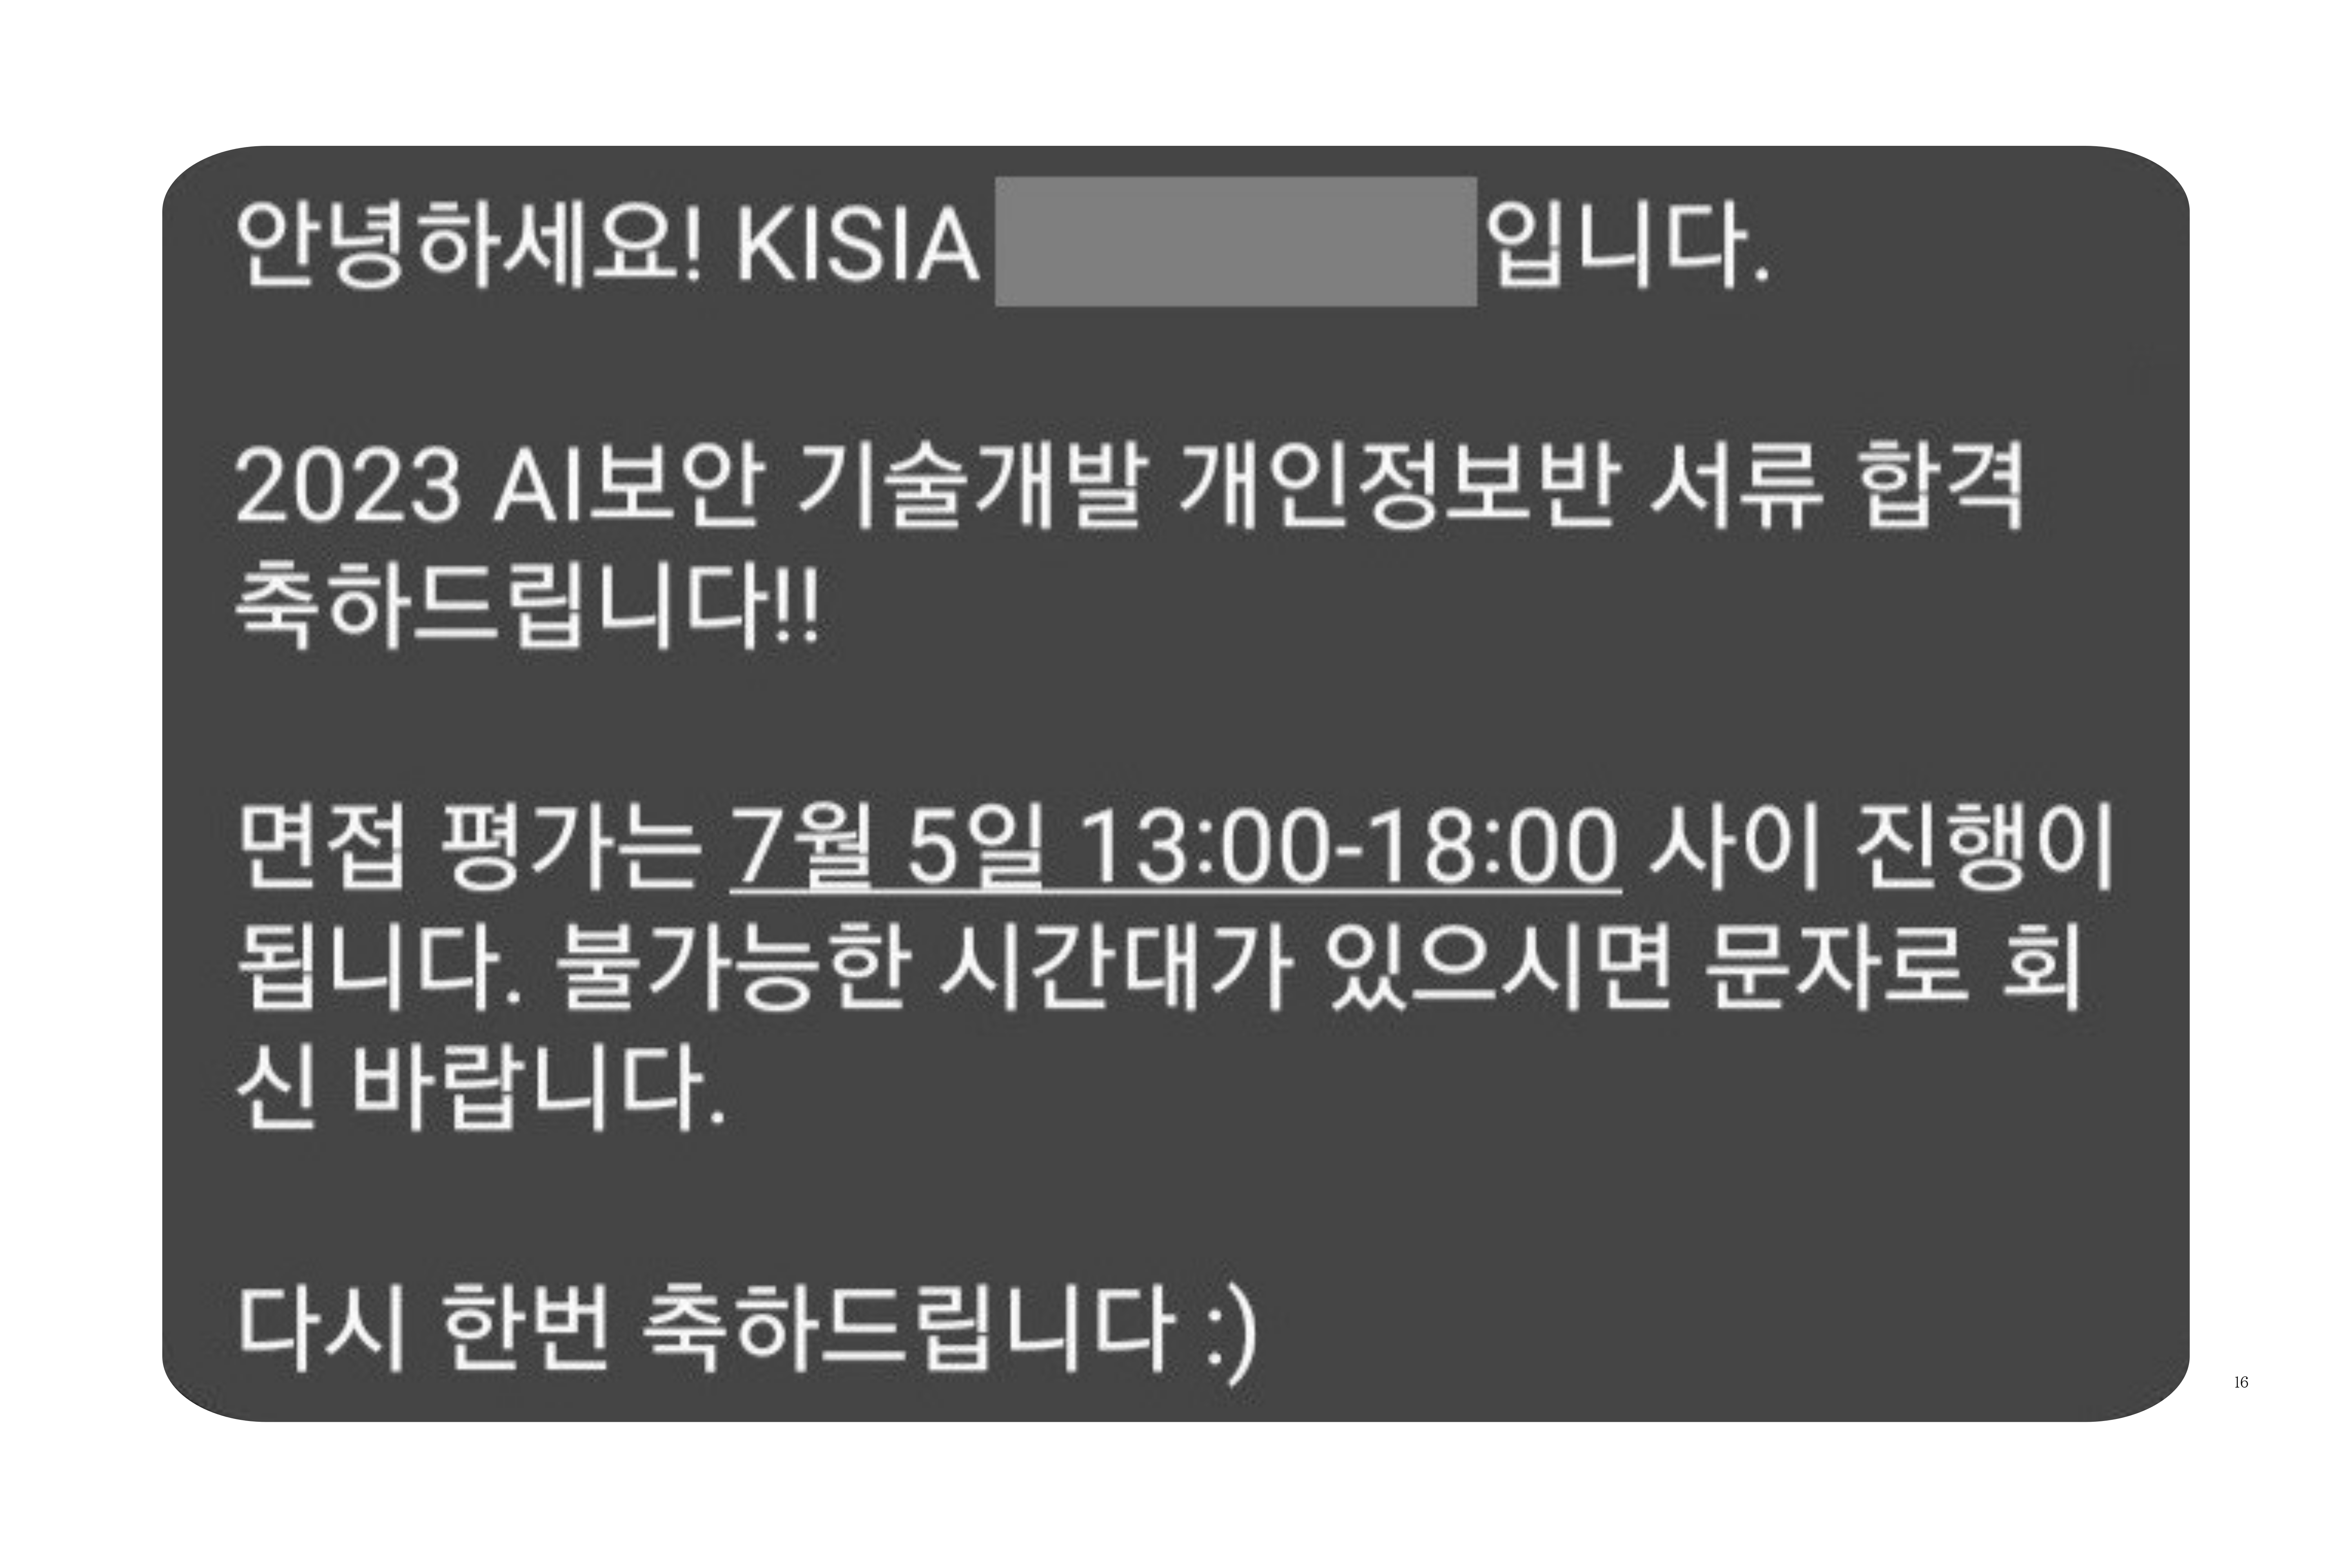 안녕하세요! KISIA 입니다.
2023 AI보안 기술개발 개인정보반 서류 합격
축하드립니다!!
면접 평가는 7월 5일 13:00-18:00 사이 진행이
됩니다. 불가능한 시간대가 있으시면 문자로 회
신 바랍니다.
다시 한번 축하드립니다 :)
16